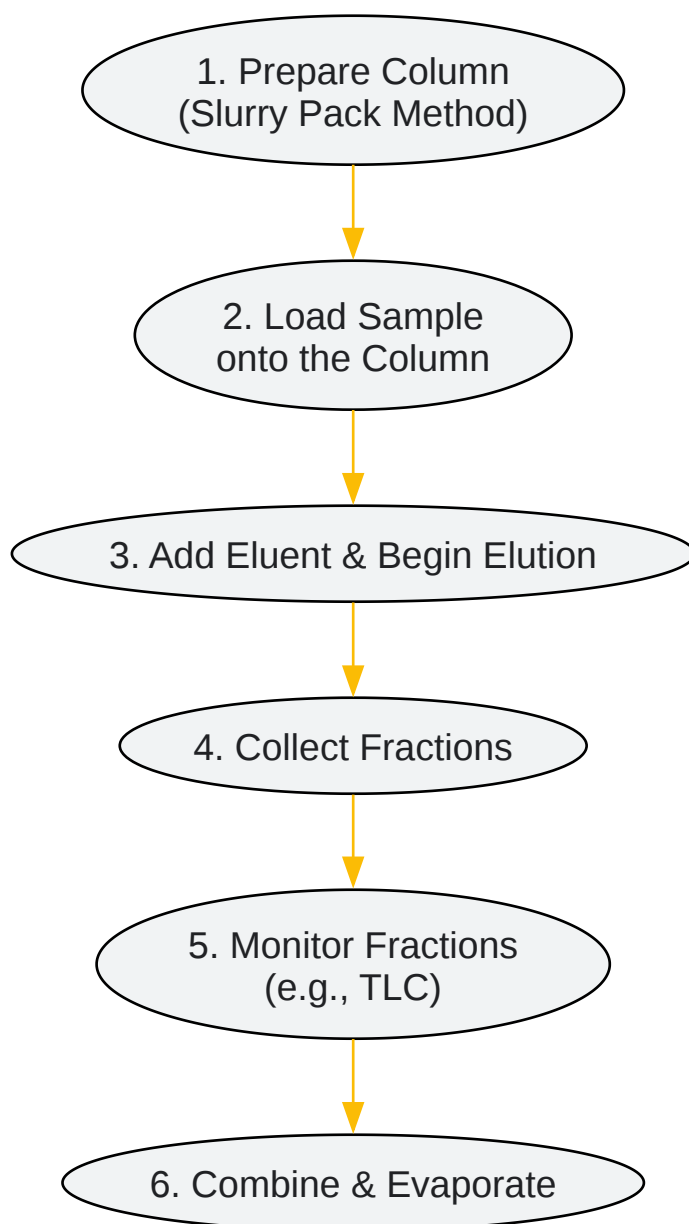 1. Prepare Column
(Slurry Pack Method)
2. Load Sample
onto the Column
3. Add Eluent & Begin Elution
4. Collect Fractions
5. Monitor Fractions
(e.g., TLC)
6. Combine & Evaporate